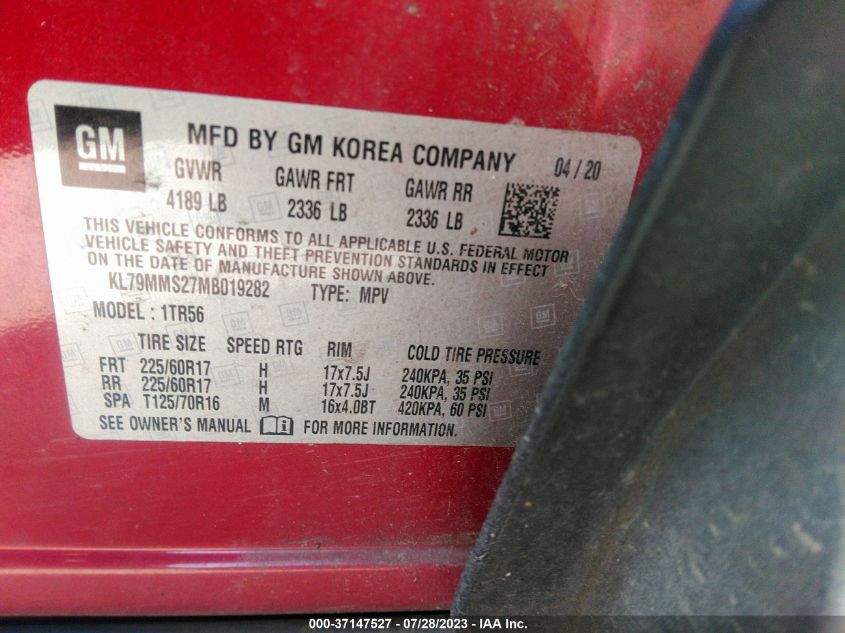 GM
MFD BY GM KOREA COMPANY 04 / 20
GVWR GAWR FRT GAWR RR
4189 LB 2336 LB 2336 LB
THIS VEHICLE CONFORMS TO ALL APPLICABLE U.S. FEDERAL MOTOR
VEHICLE SAFETY AND THEFT PREVENTION STANDARDS IN EFFECT
ON THE DATE OF MANUFACTURE SHOWN ABOVE.
KL79MMS27MB019282 TYPE: MPV
MODEL : 1TR56
TIRE SIZE SPEED RTG RIM COLD TIRE PRESSURE
FRT 225/60R17 H 17x7.5J 240KPA, 35 PSI
RR 225/60R17 H 17x7.5J 240KPA, 35 PSI
SPA T125/70R16 M 16x4.0BT 420KPA, 60 PSI
SEE OWNER'S MANUAL i FOR MORE INFORMATION.
000-37147527 - 07/28/2023 - IAA Inc.